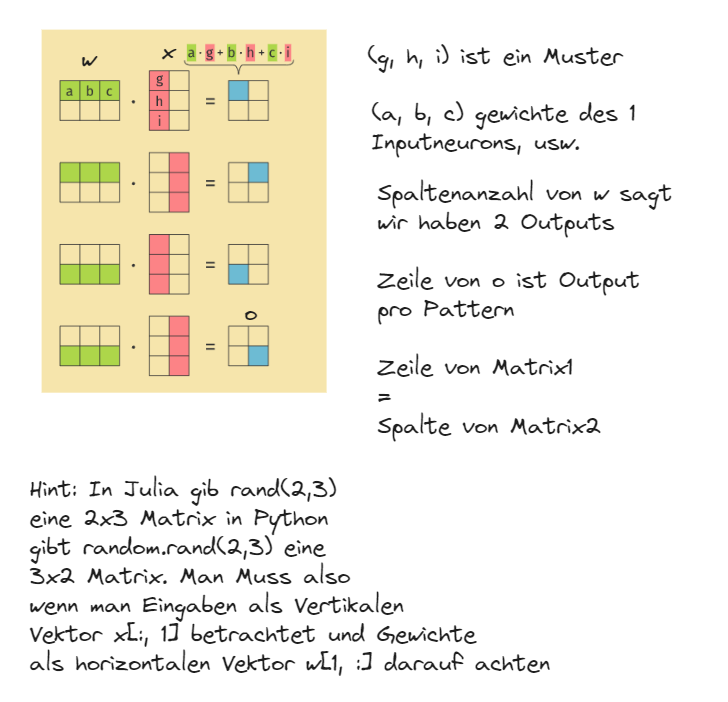 w x a · g + b · h + c · i
a b c g
h
i
· =
· =
· =
o
· =
(g, h, i) ist ein Muster
(a, b, c) gewichte des 1
Inputneurons, usw.
Spaltenanzahl von w sagt
wir haben 2 Outputs
Zeile von o ist Output
pro Pattern
Zeile von Matrix1
=
Spalte von Matrix2
Hint: In Julia gib rand(2,3)
eine 2x3 Matrix in Python
gibt random.rand(2,3) eine
3x2 Matrix. Man Muss also
wenn man Eingaben als Vertikalen
Vektor x[:, 1] betrachtet und Gewichte
als horizontalen Vektor w[1, :] darauf achten